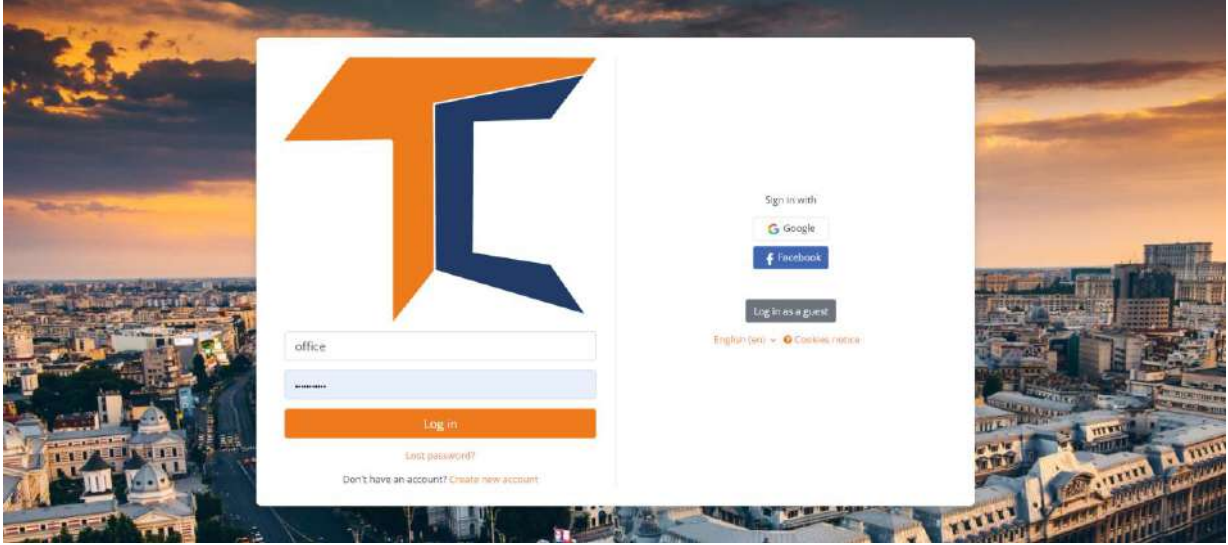 office
Log in
Lost password?
Don't have an account? Create new account
Sign in with
Google
Facebook
Log in as a guest
English (en) Cookies notice